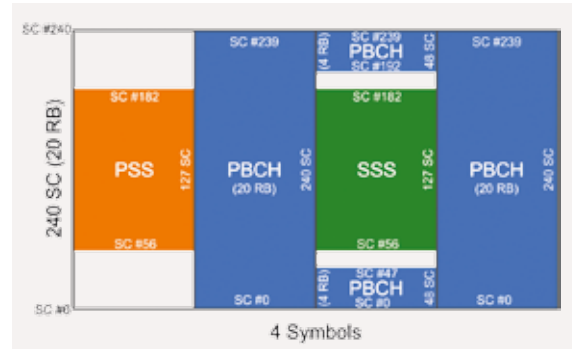 SC #240
SC #239
SC #239
PBCH
SC #192
(4 RB)
48 SC
SC #239
SC #182
SC #182
240 SC (20 RB)
PSS
127 SC
PBCH
(20 RB)
240 SC
SSS
127 SC
PBCH
(20 RB)
240 SC
SC #56
SC #56
SC #47
PBCH
SC #0
(4 RB)
48 SC
SC #0
SC #0
4 Symbols